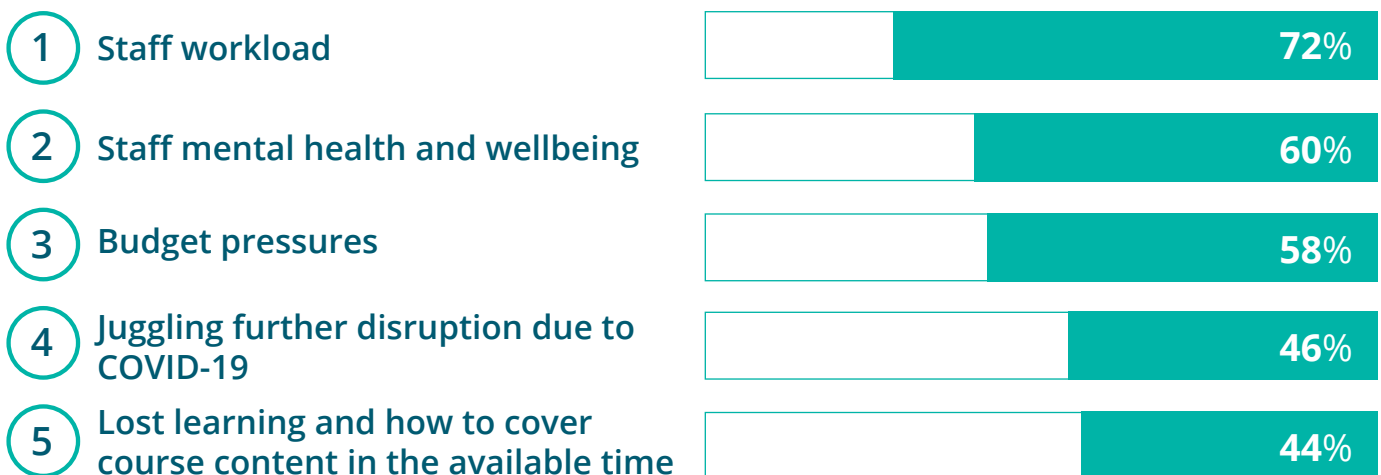 1 Staff workload 72%
2 Staff mental health and wellbeing 60%
3 Budget pressures 58%
4 Juggling further disruption due to
COVID-19 46%
5 Lost learning and how to cover
course content in the available time 44%